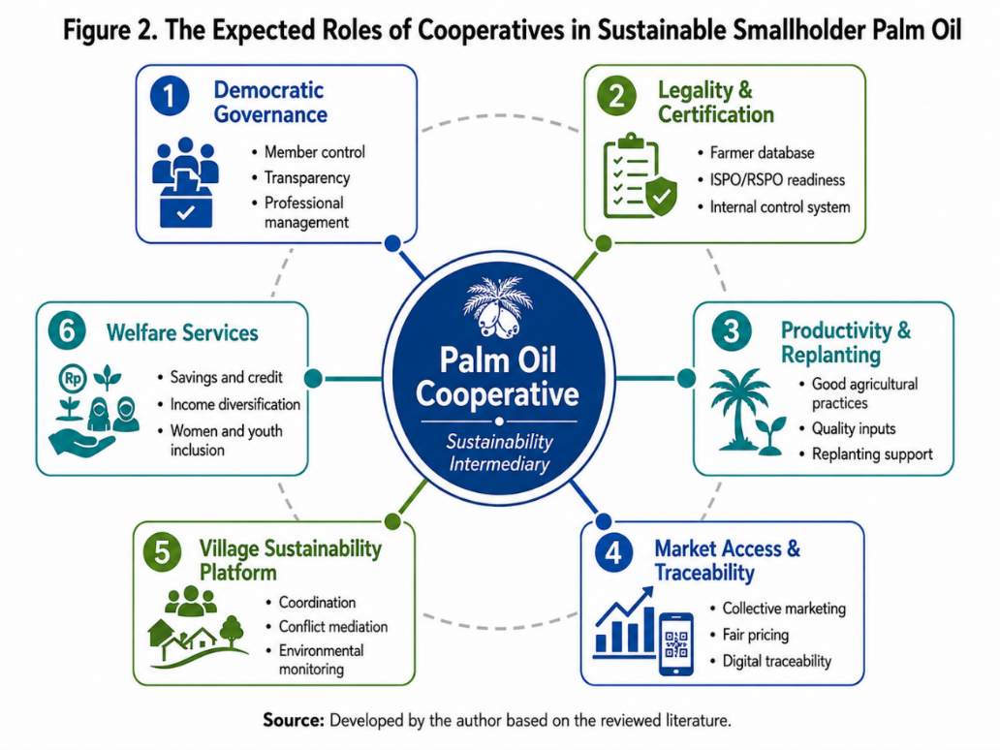 Figure 2. The Expected Roles of Cooperatives in Sustainable Smallholder Palm Oil
1
Democratic
Governance
• Member control
• Transparency
• Professional
management
2
Legality &
Certification
• Farmer database
• ISPO/RSPO readiness
• Internal control system
6
Welfare Services
Rp
• Savings and credit
• Income diversification
• Women and youth
inclusion
Palm Oil
Cooperative
Sustainability
Intermediary
3
Productivity &
Replanting
• Good agricultural
practices
• Quality inputs
• Replanting support
5
Village Sustainability
Platform
• Coordination
• Conflict mediation
• Environmental
monitoring
4
Market Access &
Traceability
• Collective marketing
• Fair pricing
• Digital traceability
Source: Developed by the author based on the reviewed literature.